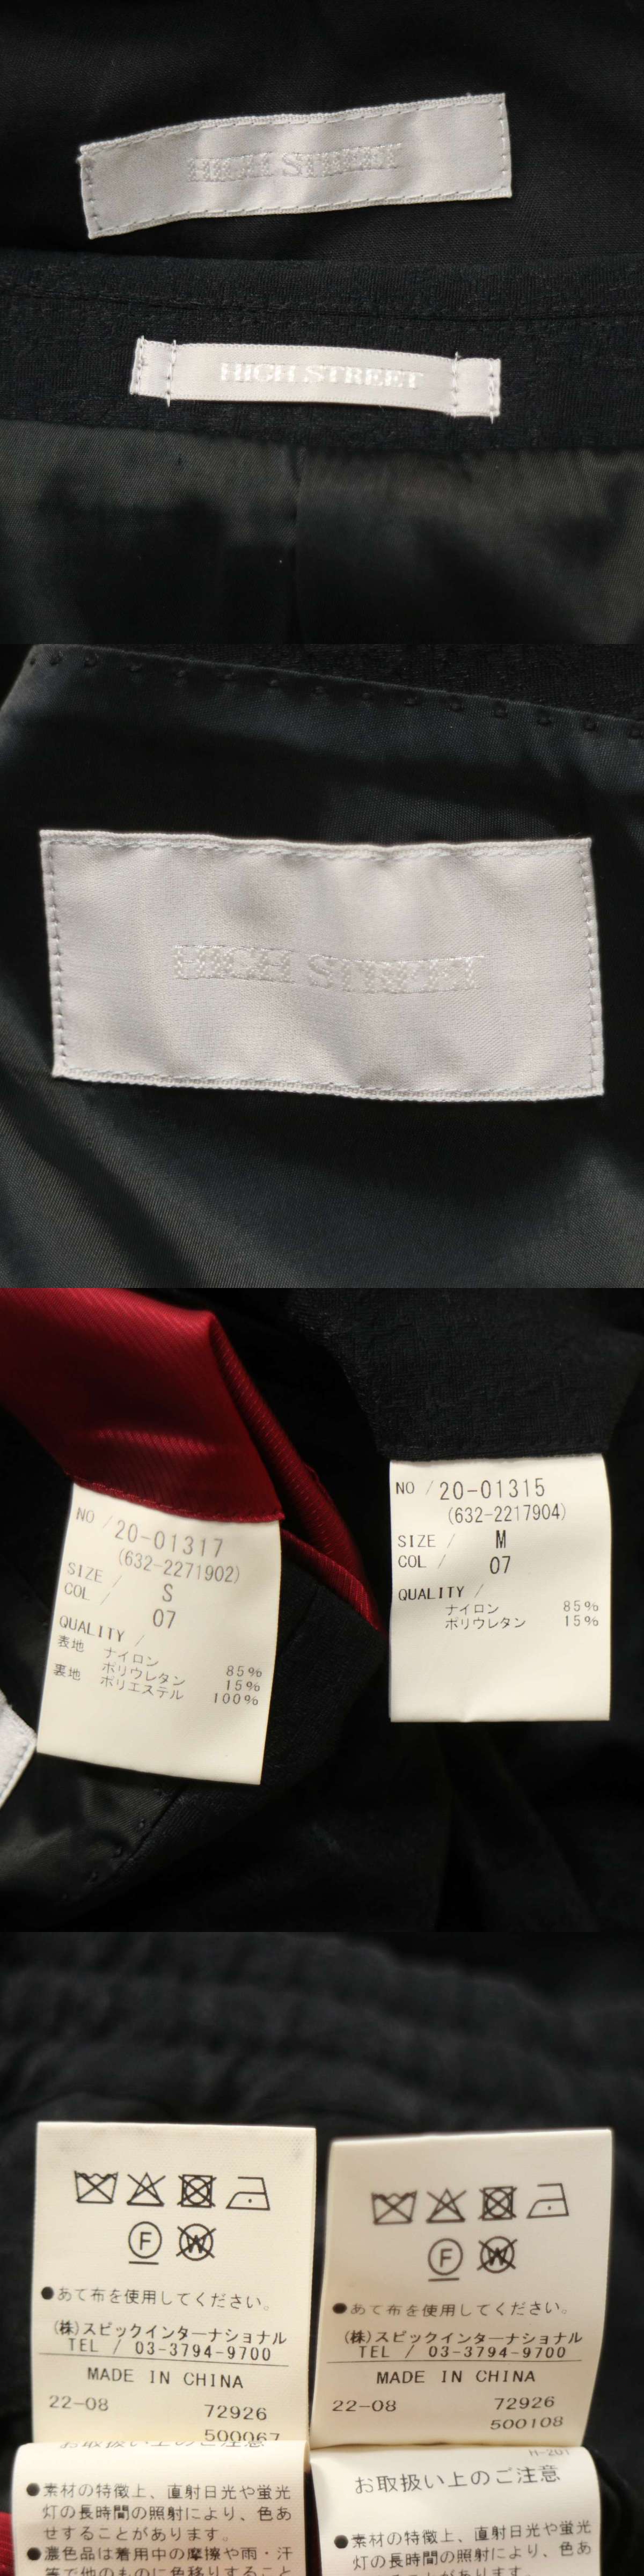 HIGH STREET
HIGH STREET
HIGH STREET
NO / 20-01317
(632-2271902)
SIZE / S
COL / 07
QUALITY /
表地 ナイロン 85%
ポリウレタン 15%
裏地 ポリエステル 100%
NO / 20-01315
(632-2217904)
SIZE / M
COL / 07
QUALITY /
ナイロン 85%
ポリウレタン 15%
F W
●あて布を使用してください。
(株)スピックインターナショナル
TEL / 03-3794-9700
MADE IN CHINA
22-08 72926
500067
お取扱い上のご注意
●素材の特徴上、直射日光や蛍光
灯の長時間の照射により、色あ
せすることがあります。
●濃色品は着用中の摩擦や雨・汗
等で他のものに色移りすること
F W
●あて布を使用してください。
(株)スピックインターナショナル
TEL / 03-3794-9700
MADE IN CHINA
22-08 72926
500108
H-201
お取扱い上のご注意
●素材の特徴上、直射日光や蛍光
灯の長時間の照射により、色あ